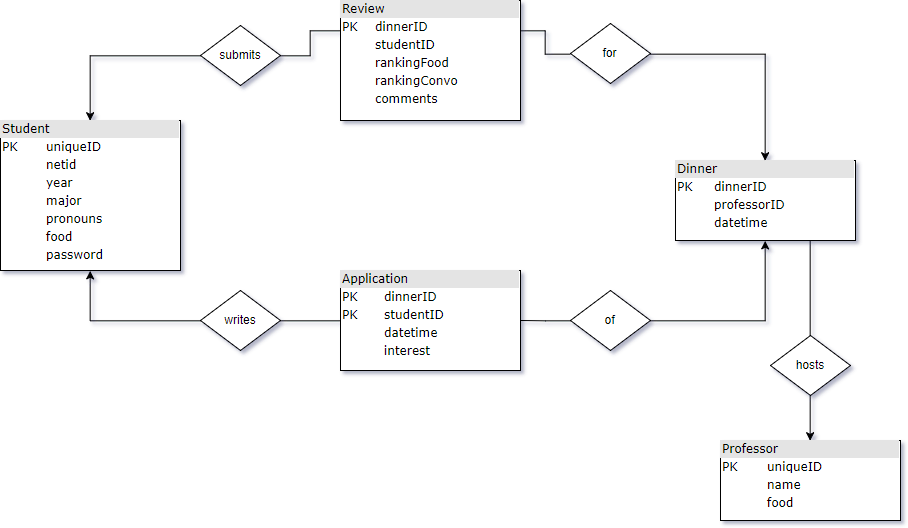 Review
PK dinnerID
studentID
rankingFood
rankingConvo
comments
submits
for
Student
PK uniqueID
netid
year
major
pronouns
food
password
Dinner
PK dinnerID
professorID
datetime
Application
PK dinnerID
PK studentID
datetime
interest
writes
of
hosts
Professor
PK uniqueID
name
food